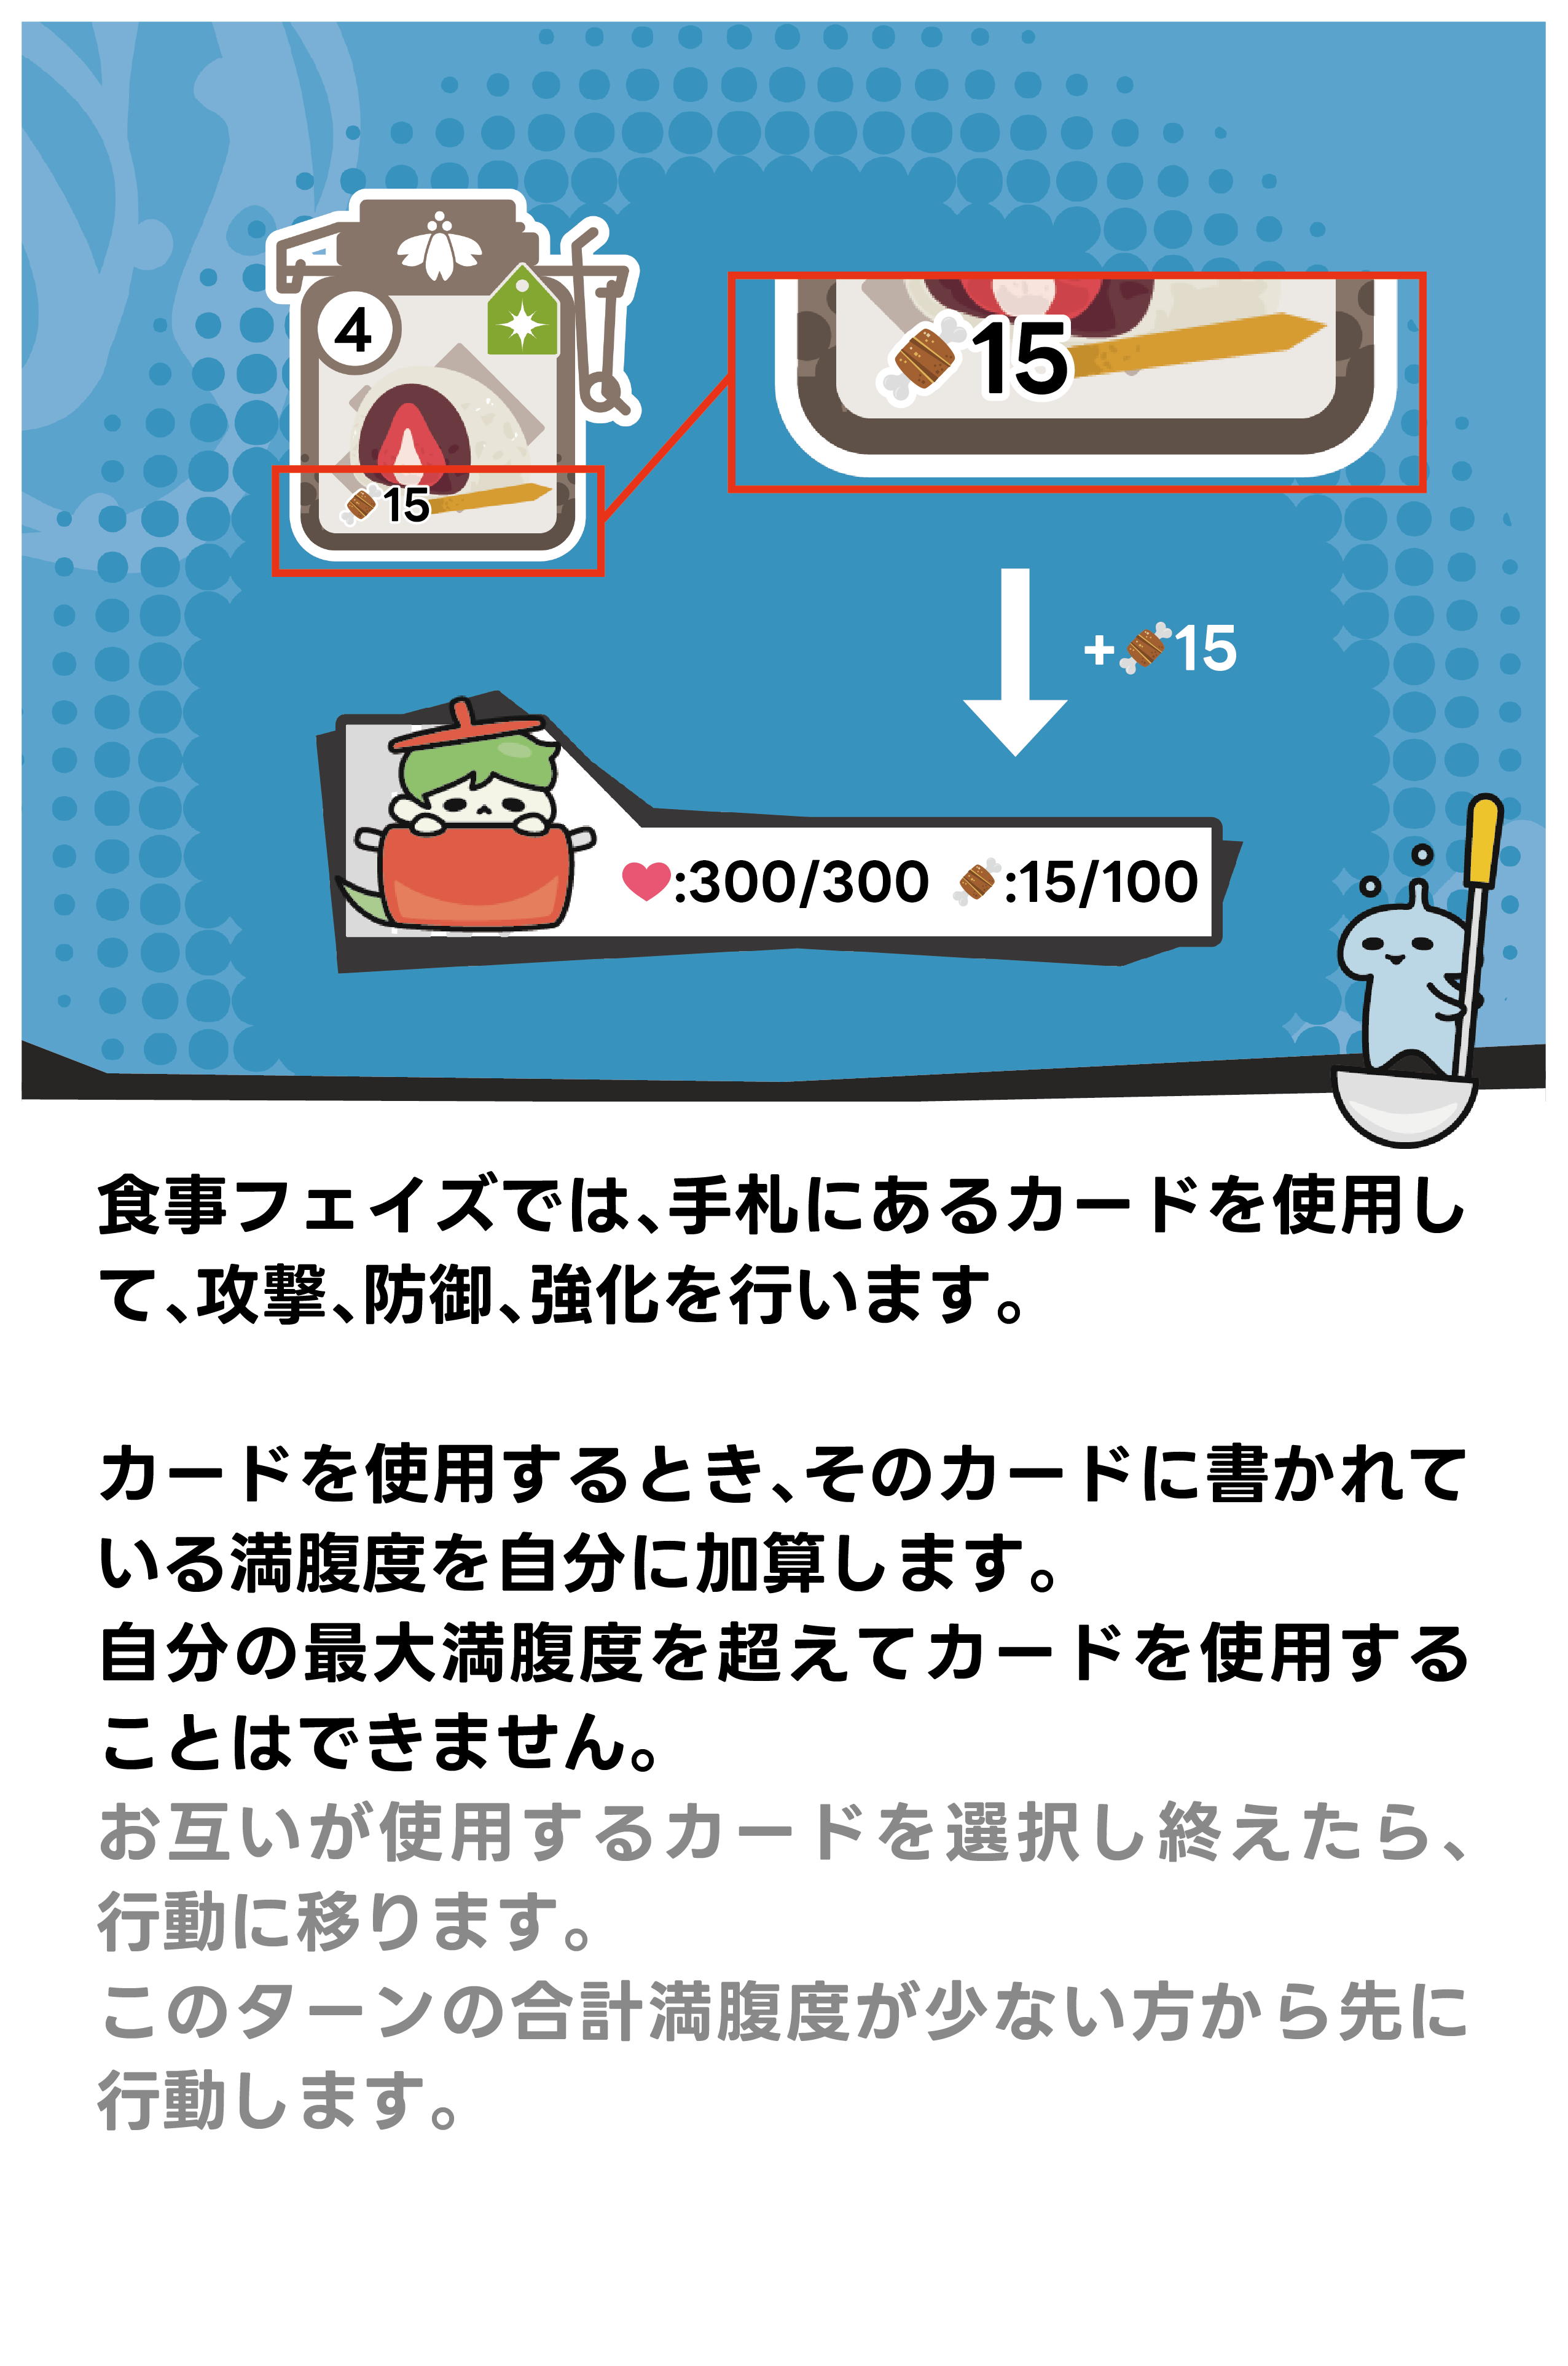 4
15
15
+15
:300/300 :15/100
食事フェイズでは、手札にあるカードを使用し
て、攻撃、防御、強化を行います。
カードを使用するとき、そのカードに書かれて
いる満腹度を自分に加算します。
自分の最大満腹度を超えてカードを使用する
ことはできません。
お互いが使用するカードを選択し終えたら、
行動に移ります。
このターンの合計満腹度が少ない方から先に
行動します。